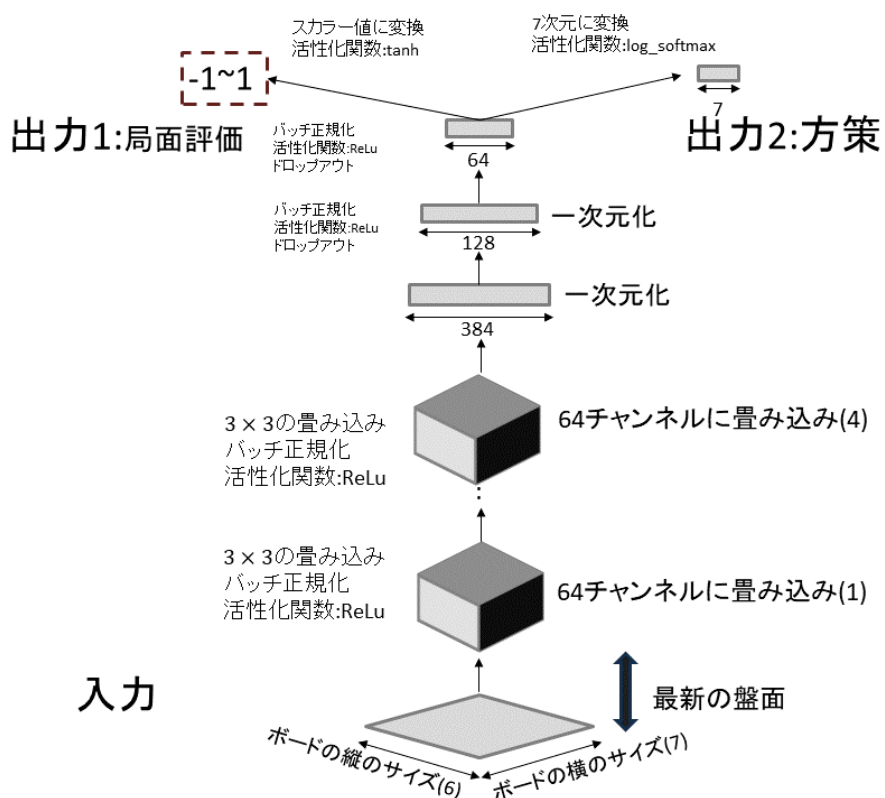 スカラー値に変換
活性化関数:tanh
7次元に変換
活性化関数:log_softmax
-1~1
7
出力1:局面評価
出力2:方策
バッチ正規化
活性化関数:ReLu
ドロップアウト
64
バッチ正規化
活性化関数:ReLu
ドロップアウト
一次元化
128
一次元化
384
3×3の畳み込み
バッチ正規化
活性化関数:ReLu
64チャンネルに畳み込み(4)
⋮
3×3の畳み込み
バッチ正規化
活性化関数:ReLu
64チャンネルに畳み込み(1)
入力
最新の盤面
ボードの縦のサイズ(6)
ボードの横のサイズ(7)